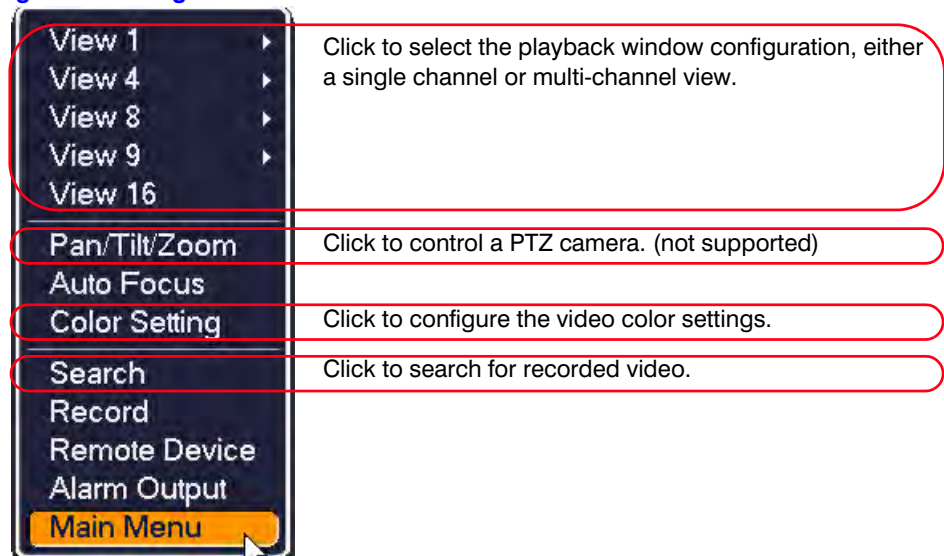 View 1
Click to select the playback window configuration, either
View 4
a single channel or multi-channel view.
View 8
View 9
View 16
Pan/Tilt/Zoom
Click to control a PTZ camera. (not supported)
Auto Focus
Color Setting
Click to configure the video color settings.
Search
Click to search for recorded video.
Record
Remote Device
Alarm Output
Main Menu